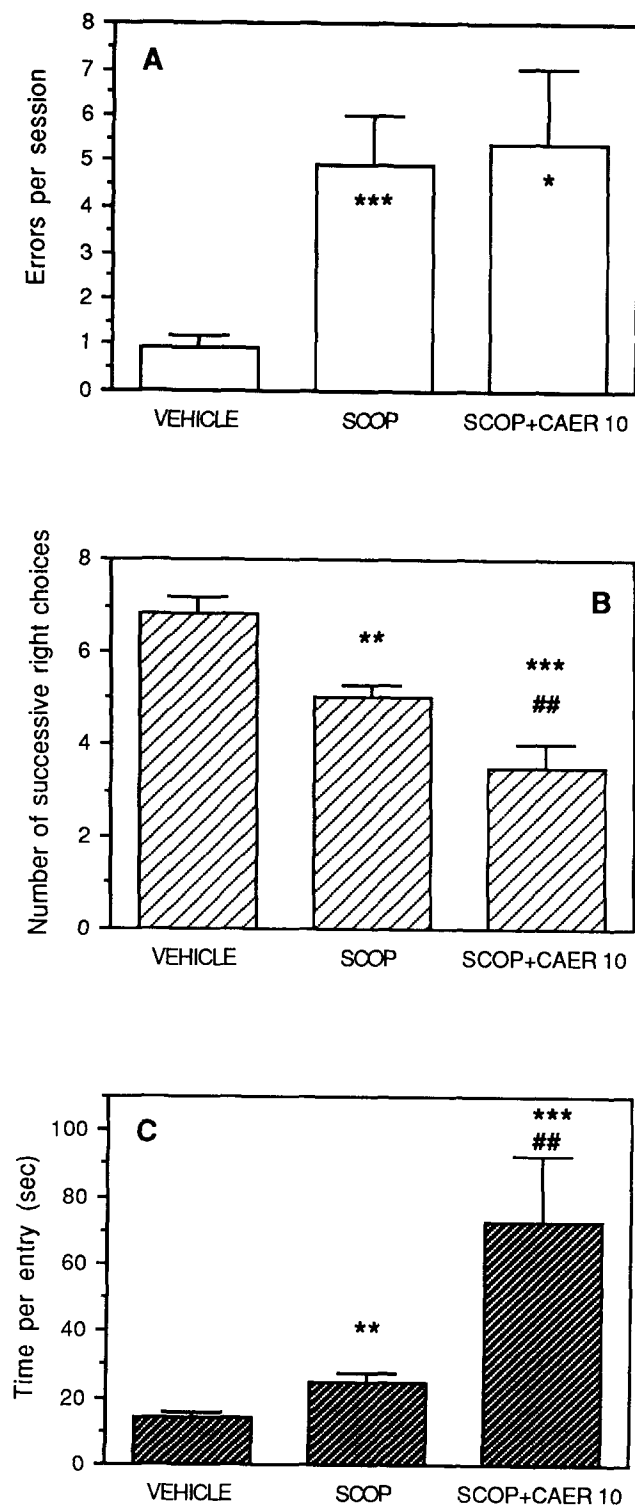 8
7
6
5
4
3
2
1
0
Errors per session
A
***
*
VEHICLE
SCOP
SCOP+CAER 10
8
6
4
2
0
Number of successive right choices
B
**
***
##
VEHICLE
SCOP
SCOP+CAER 10
100
80
60
40
20
0
Time per entry (sec)
C
**
***
##
VEHICLE
SCOP
SCOP+CAER 10